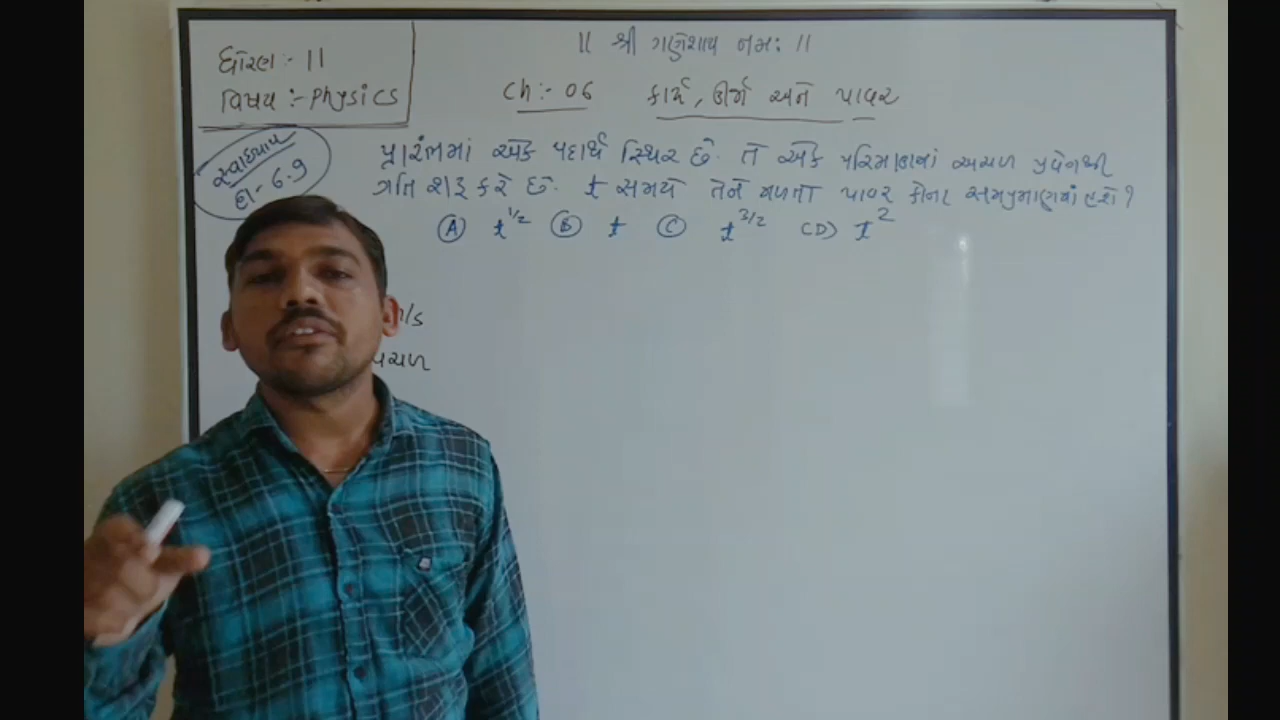 ધોરણ :- 11
વિષય :- Physics
|| શ્રી ગણેશાય નમઃ ||
Ch :- 06 કાર્ય, ઊર્જા અને પાવર
સ્વાધ્યાય
દા - 6.9
પ્રારંભમાં એક પદાર્થ સ્થિર છે. તે એક પરિમાણમાં અચળ પ્રવેગથી
ગતિ શરૂ કરે છે. t સમયે તેને મળતો પાવર કોના સમપ્રમાણમાં હશે ?
(A) t^1/2 (B) t (C) t^3/2 (D) t^2
m/s